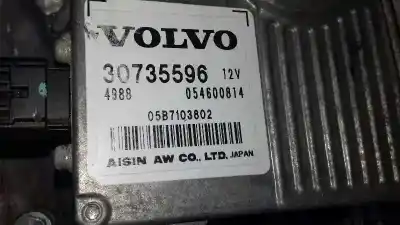 VOLVO
30735596 12V
4988 054600814
05B7103802
AISIN AW CO., LTD. JAPAN